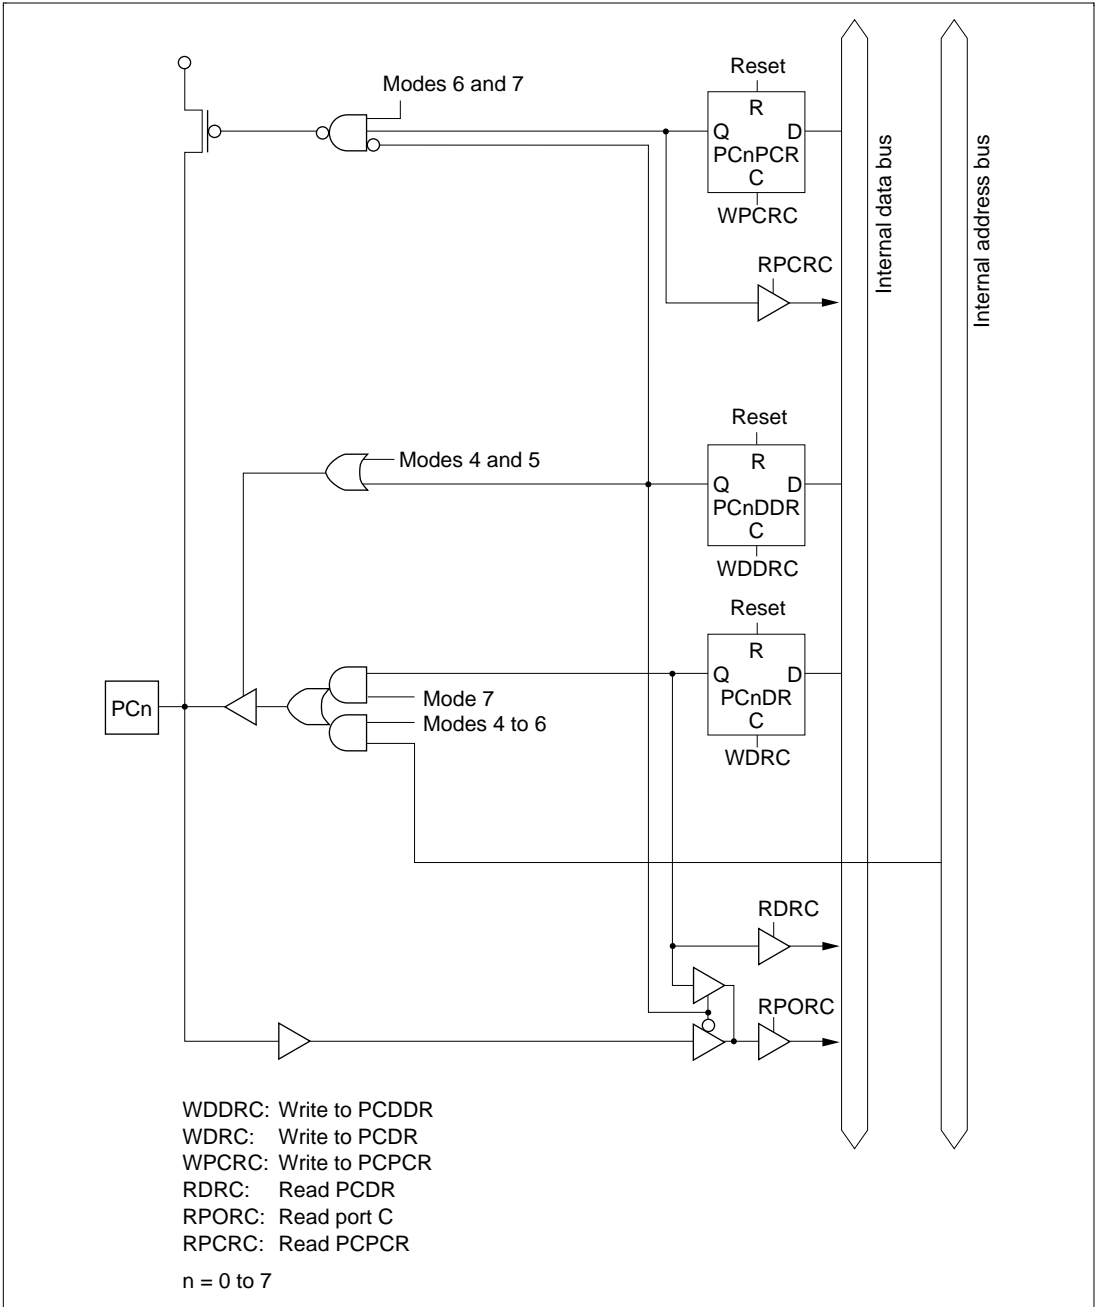 Reset
Modes 6 and 7
R
Q D
PCnPCR
C
WPCRC
Internal data bus
Internal address bus
RPCRC
Reset
Modes 4 and 5
R
Q D
PCnDDR
C
WDDRC
Reset
R
Q D
PCnDR
C
WDRC
Mode 7
Modes 4 to 6
PCn
RDRC
RPORC
WDDRC: Write to PCDDR
WDRC: Write to PCDR
WPCRC: Write to PCPCR
RDRC: Read PCDR
RPORC: Read port C
RPCRC: Read PCPCR
n = 0 to 7